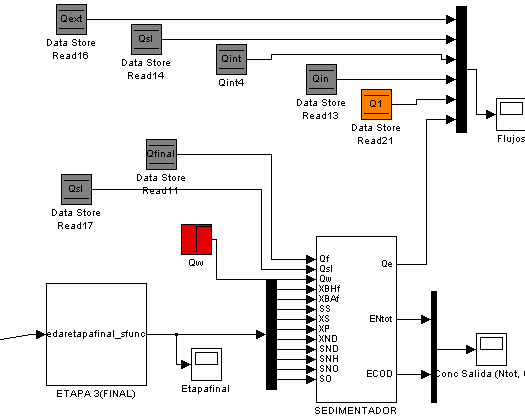 Qext
Data Store
Read16
Qsl
Data Store
Read14
Qint
Qint4
Qin
Data Store
Read13
Q1
Data Store
Read21
Flujos
Qfinal
Data Store
Read11
Qsl
Data Store
Read17
Qw
Qf
Qsl
Qw
XBHf
XBAf
SS
XS
XP
XND
SND
SNH
SNO
SO
Qe
ENtot
ECOD
SEDIMENTADOR
edaretapafinal_sfunc
ETAPA 3(FINAL)
Etapafinal
Conc Salida (Ntot,